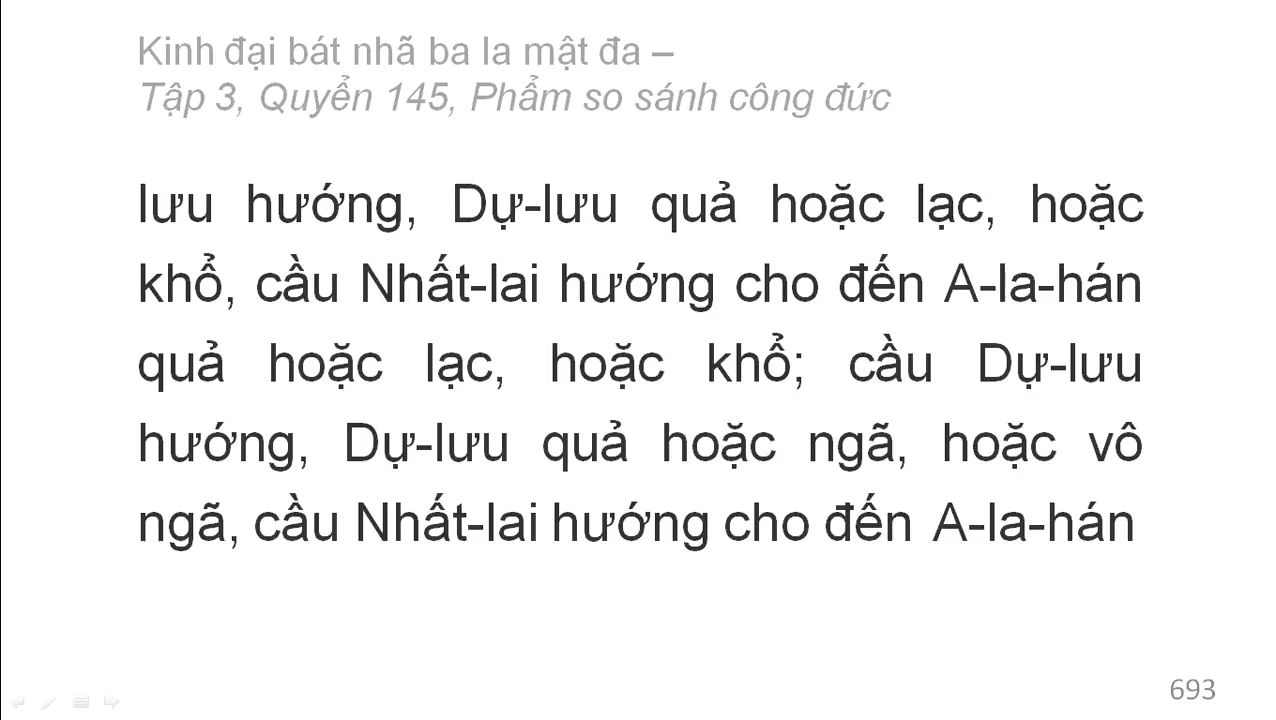 Kinh đại bát nhã ba la mật đa –
Tập 3, Quyển 145, Phẩm so sánh công đức
lưu hướng, Dự-lưu quả hoặc lạc, hoặc
khổ, cầu Nhất-lai hướng cho đến A-la-hán
quả hoặc lạc, hoặc khổ; cầu Dự-lưu
hướng, Dự-lưu quả hoặc ngã, hoặc vô
ngã, cầu Nhất-lai hướng cho đến A-la-hán
693